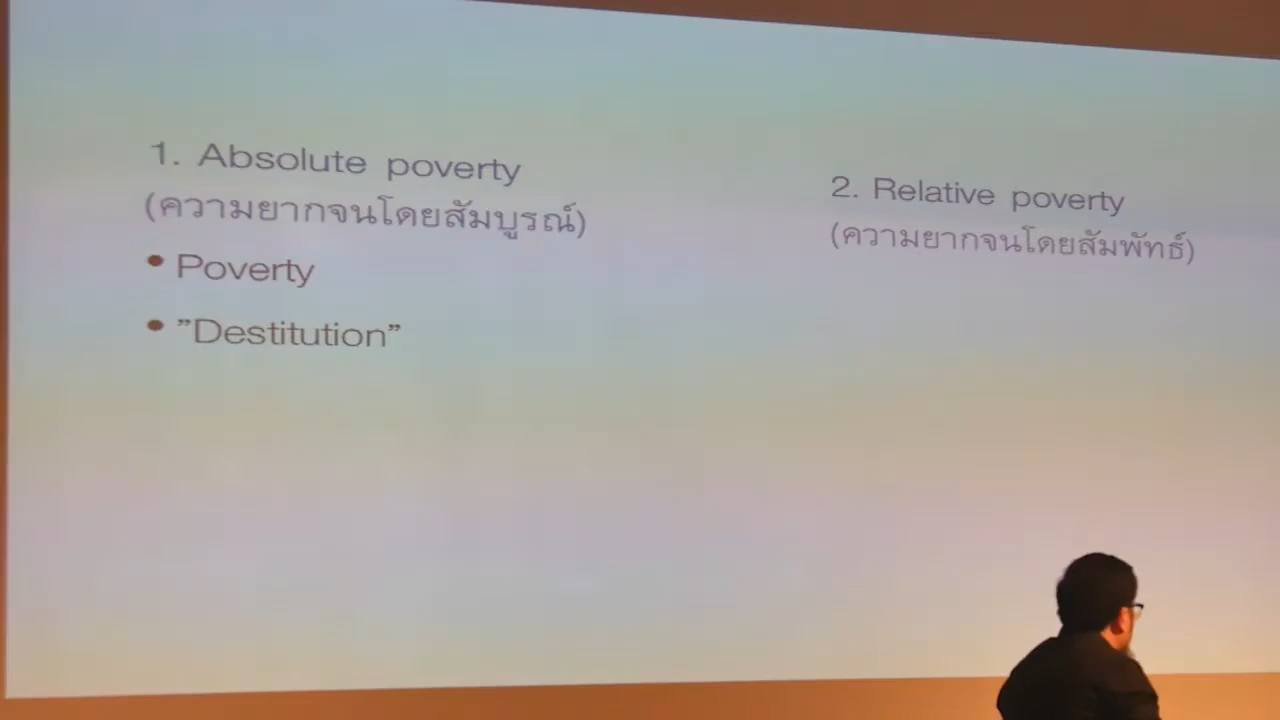 1. Absolute poverty
(ความยากจนโดยสัมบูรณ์)
• Poverty
• ”Destitution”
2. Relative poverty
(ความยากจนโดยสัมพัทธ์)